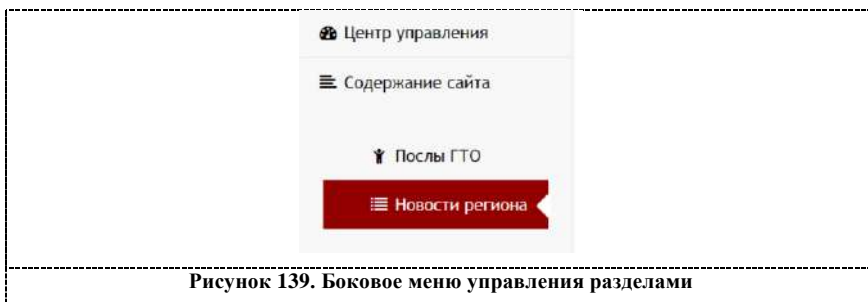 Центр управления
Содержание сайта
Послы ГТО
Новости региона
Рисунок 139. Боковое меню управления разделами